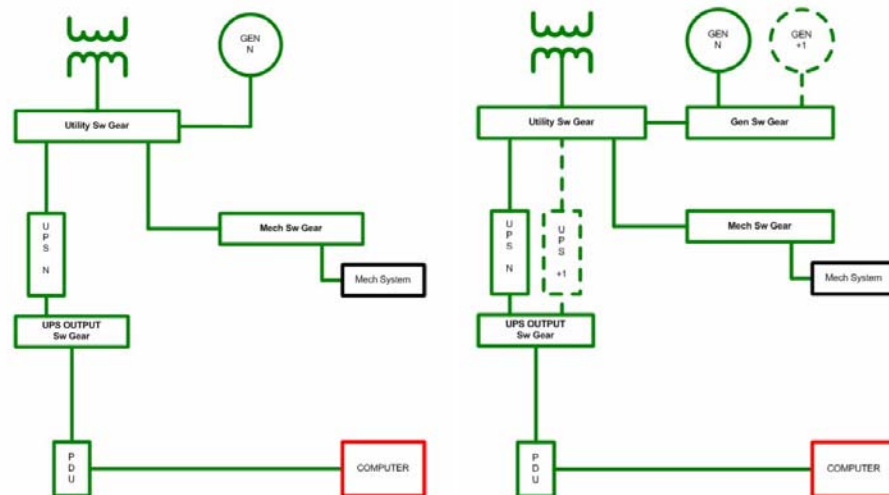 GEN
N
Utility Sw Gear
U
P
S
N
Mech Sw Gear
Mech System
UPS OUTPUT
Sw Gear
P
D
U
COMPUTER
GEN
N
GEN
+1
Utility Sw Gear
Gen Sw Gear
U
P
S
N
U
P
S
+1
Mech Sw Gear
Mech System
UPS OUTPUT
Sw Gear
P
D
U
COMPUTER